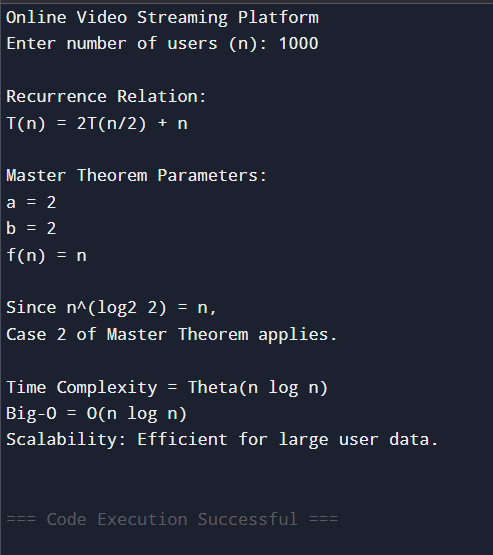 Online Video Streaming Platform
Enter number of users (n): 1000
Recurrence Relation:
T(n) = 2T(n/2) + n
Master Theorem Parameters:
a = 2
b = 2
f(n) = n
Since n^(log2 2) = n,
Case 2 of Master Theorem applies.
Time Complexity = Theta(n log n)
Big-O = O(n log n)
Scalability: Efficient for large user data.
=== Code Execution Successful ===